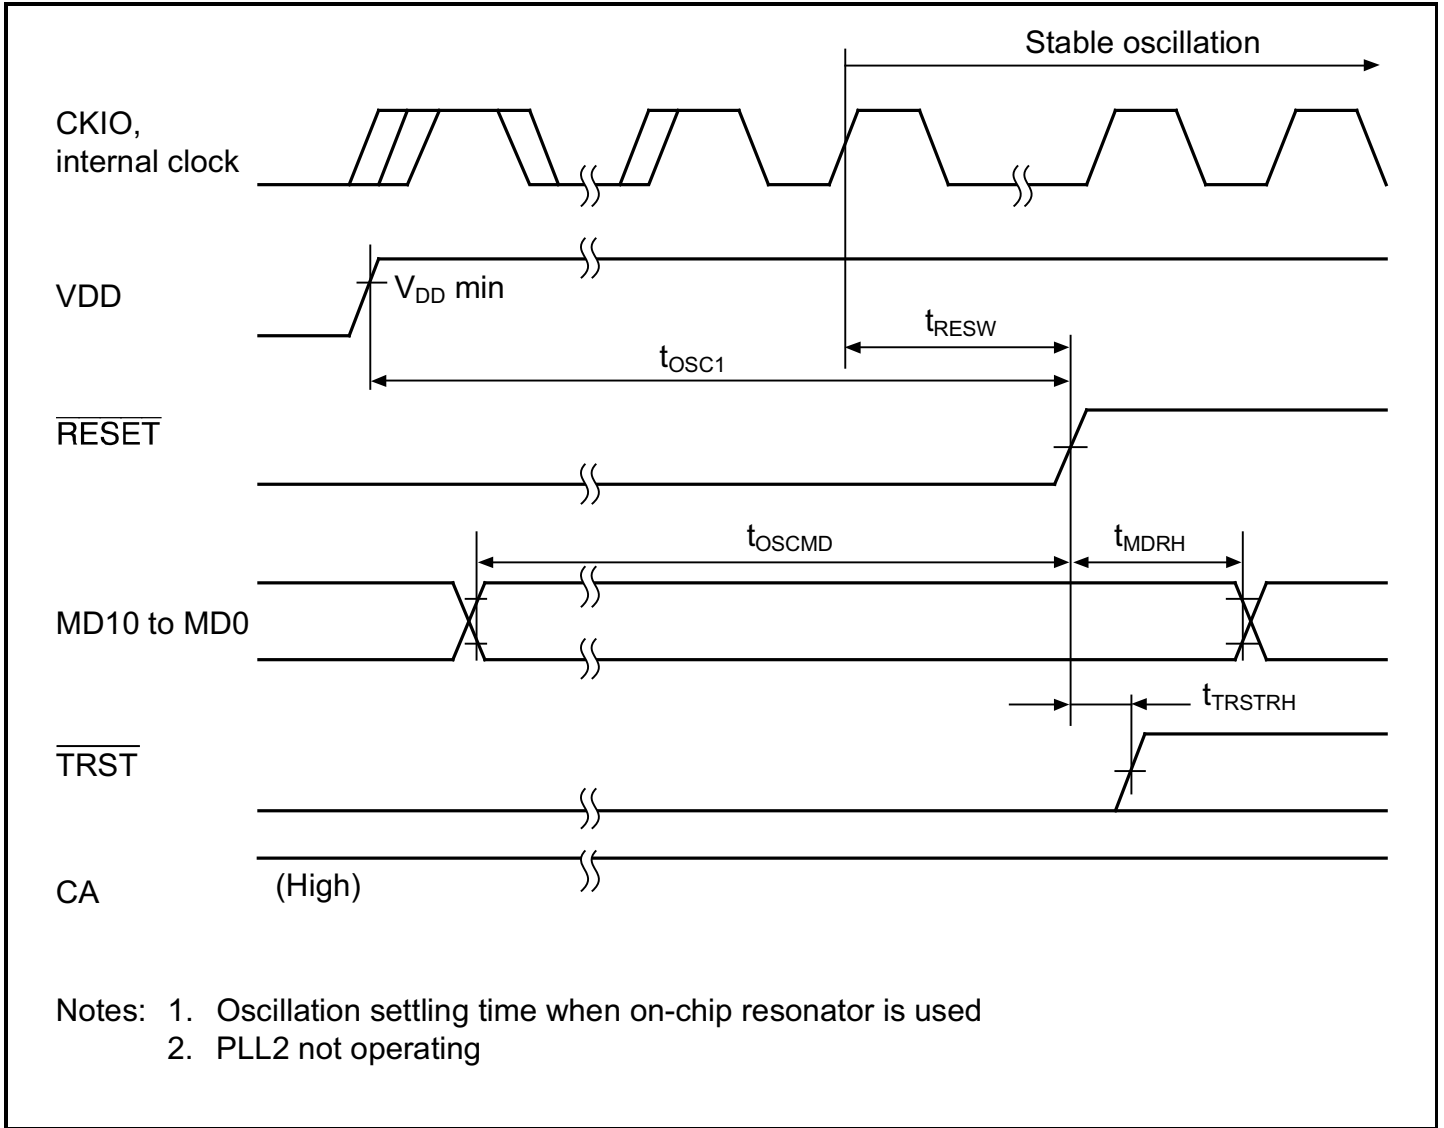 Stable oscillation
CKIO,
internal clock
VDD
VDD min
tRESW
tOSC1
RESET
tOSCMD
tMDRH
MD10 to MD0
tTRSTRH
TRST
CA
(High)
Notes: 1. Oscillation settling time when on-chip resonator is used
2. PLL2 not operating